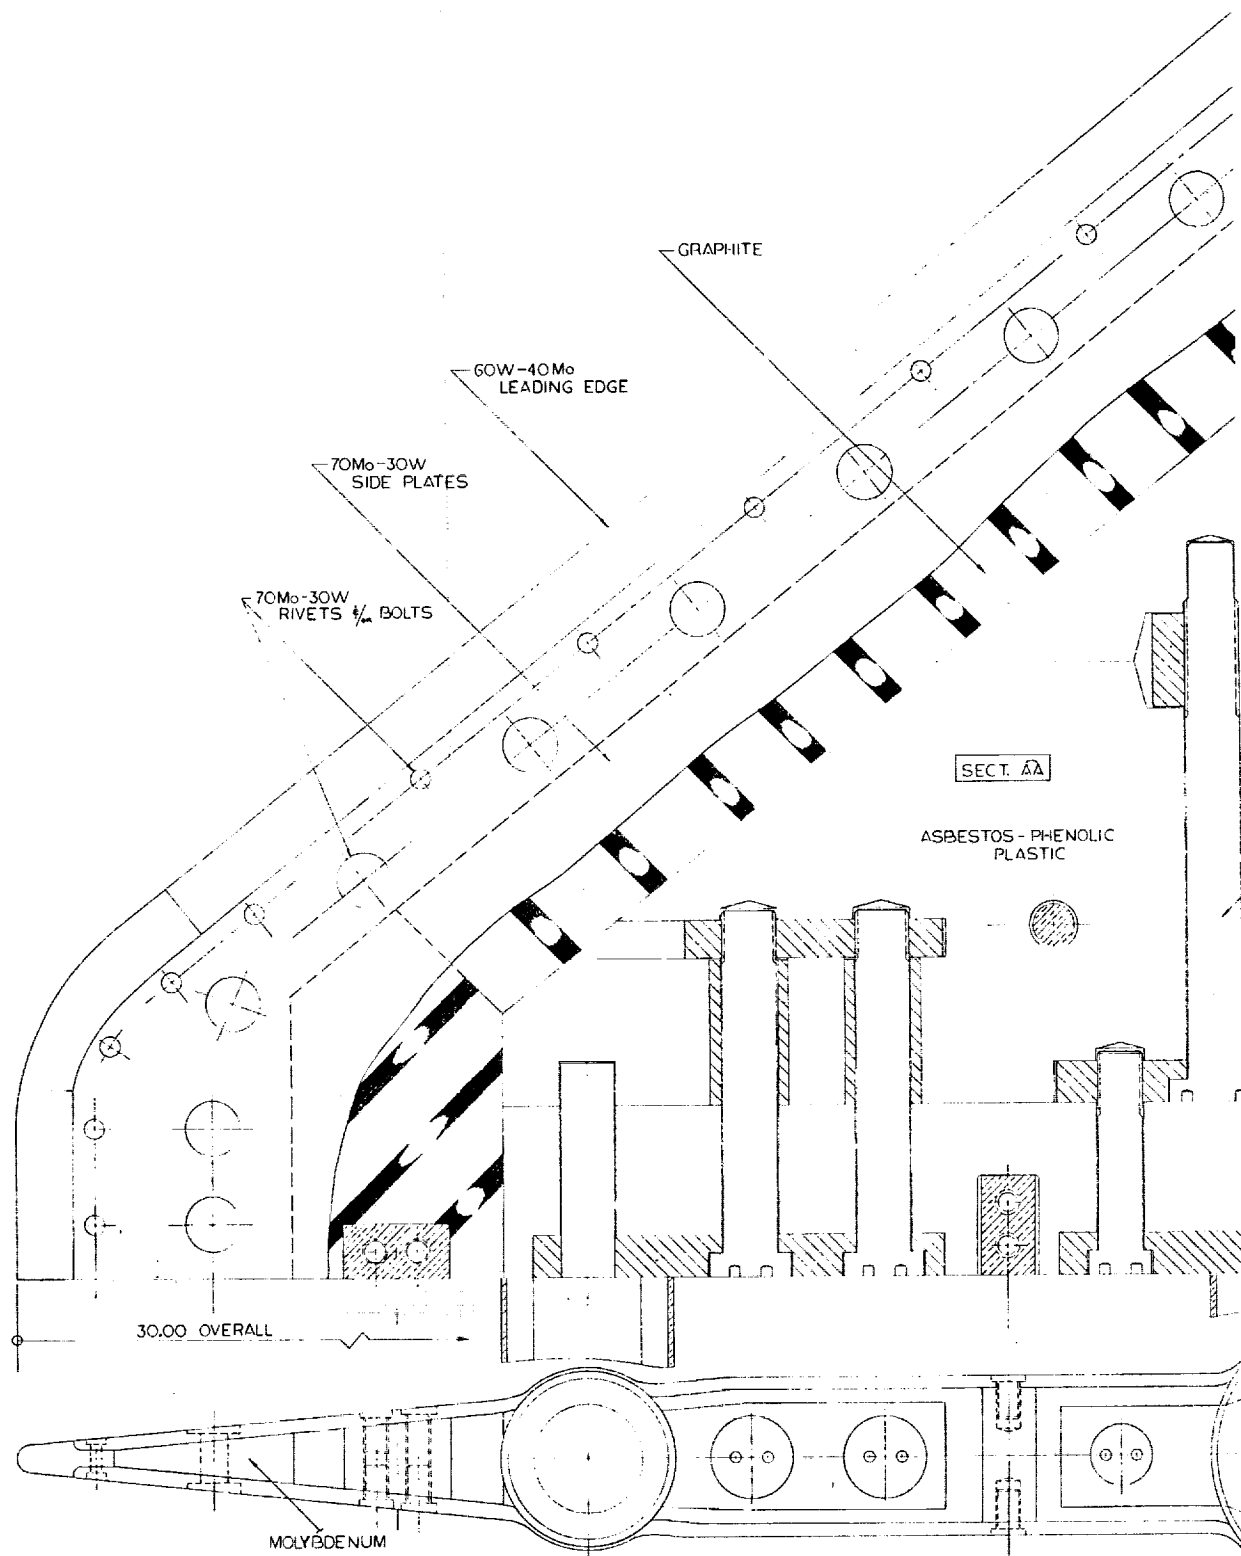 GRAPHITE
60W-40Mo
LEADING EDGE
70Mo-30W
SIDE PLATES
70Mo-30W
RIVETS &/or BOLTS
SECT. AA
ASBESTOS-PHENOLIC
PLASTIC
30.00 OVERALL
MOLYBDENUM